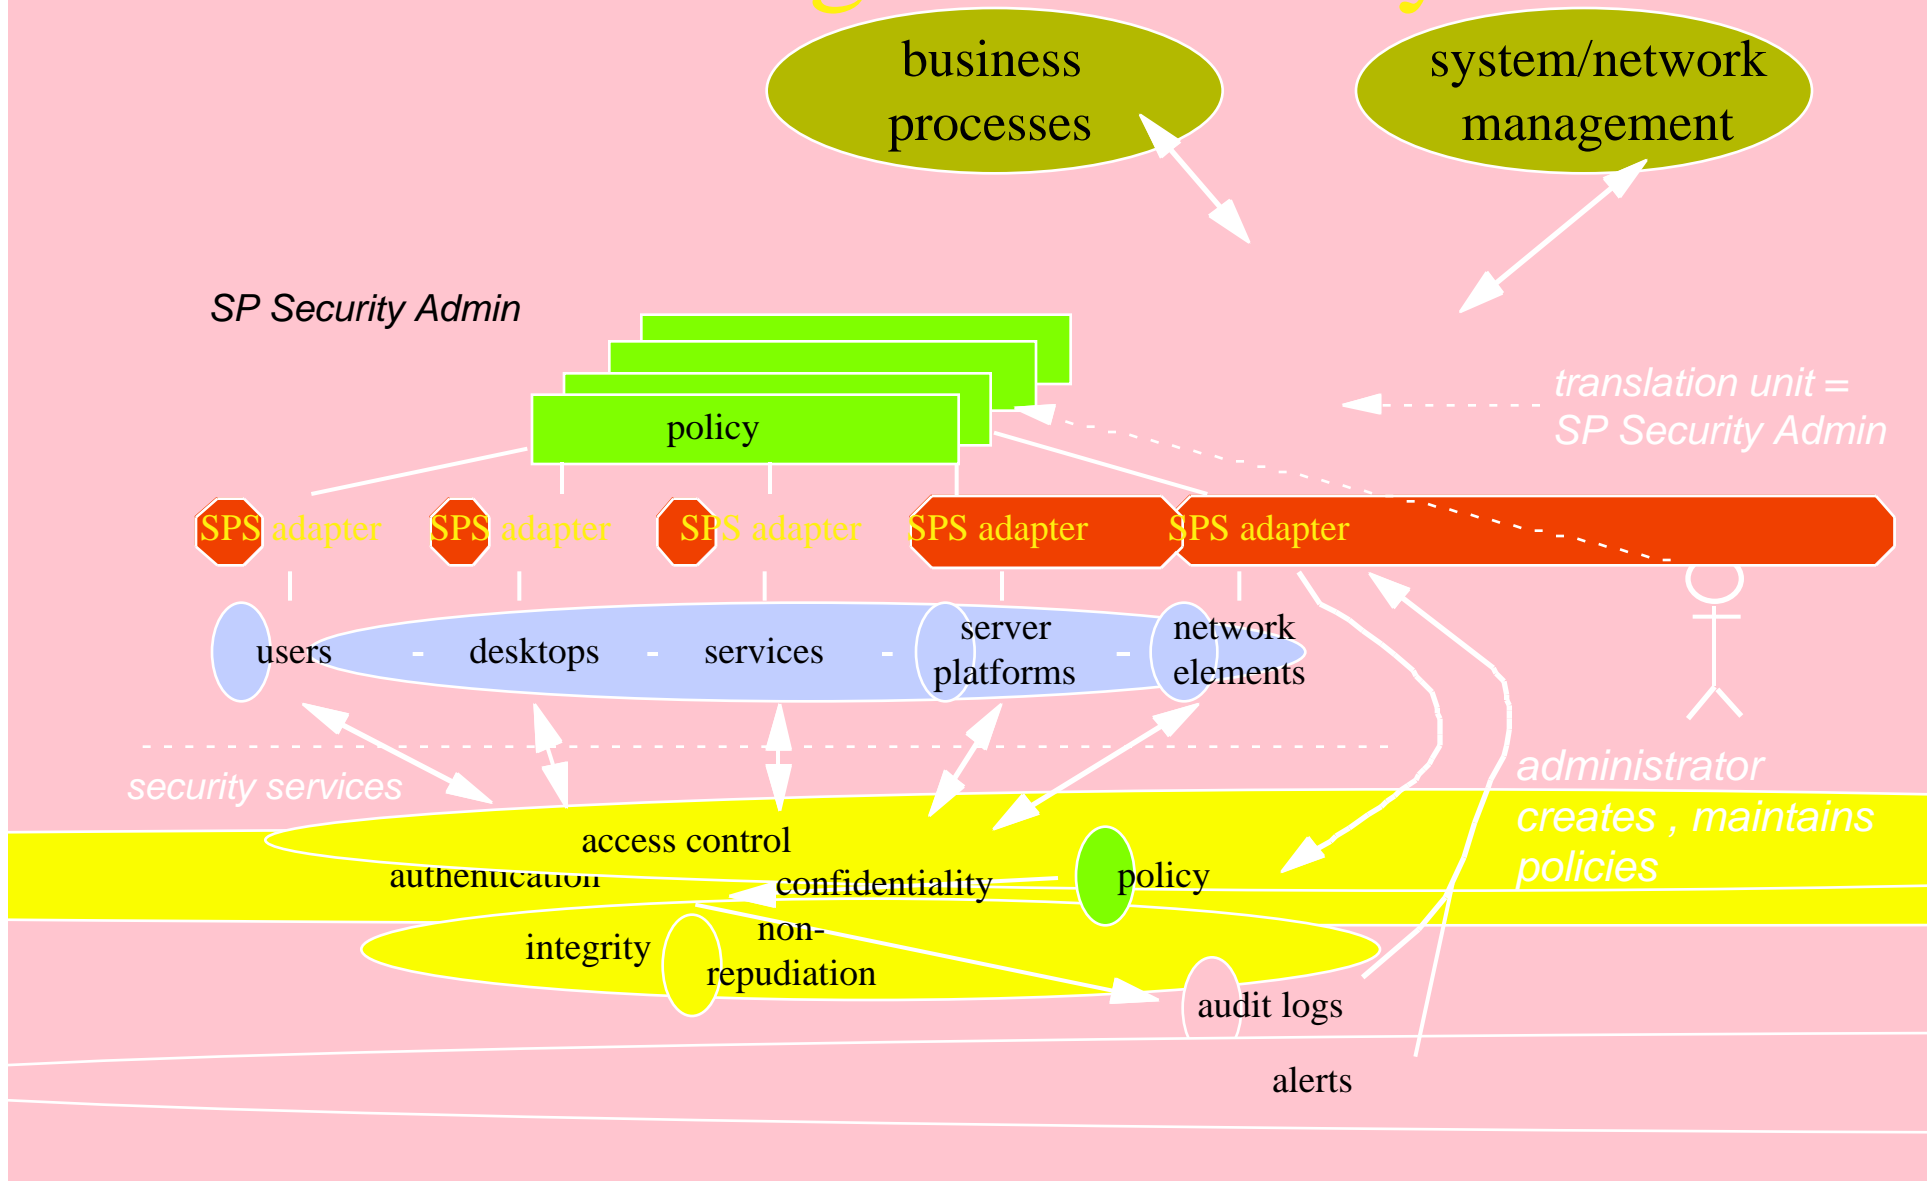 business
processes
system/network
management
SP Security Admin
translation unit =
SP Security Admin
policy
SPS adapter
SPS adapter
SPS adapter
SPS adapter
SPS adapter
users
desktops
services
server
platforms
network
elements
security services
administrator
creates , maintains
policies
access control
authentication
confidentiality
policy
integrity
non-
repudiation
audit logs
alerts